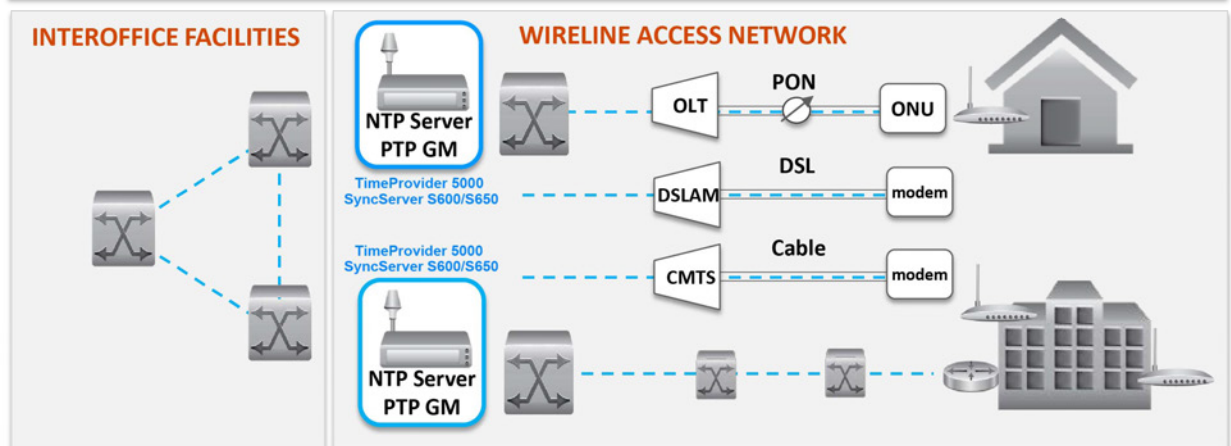 INTEROFFICE FACILITIES
WIRELINE ACCESS NETWORK
NTP Server
PTP GM
TimeProvider 5000
SyncServer S600/S650
OLT
PON
ONU
DSLAM
DSL
modem
TimeProvider 5000
SyncServer S600/S650
CMTS
Cable
modem
NTP Server
PTP GM